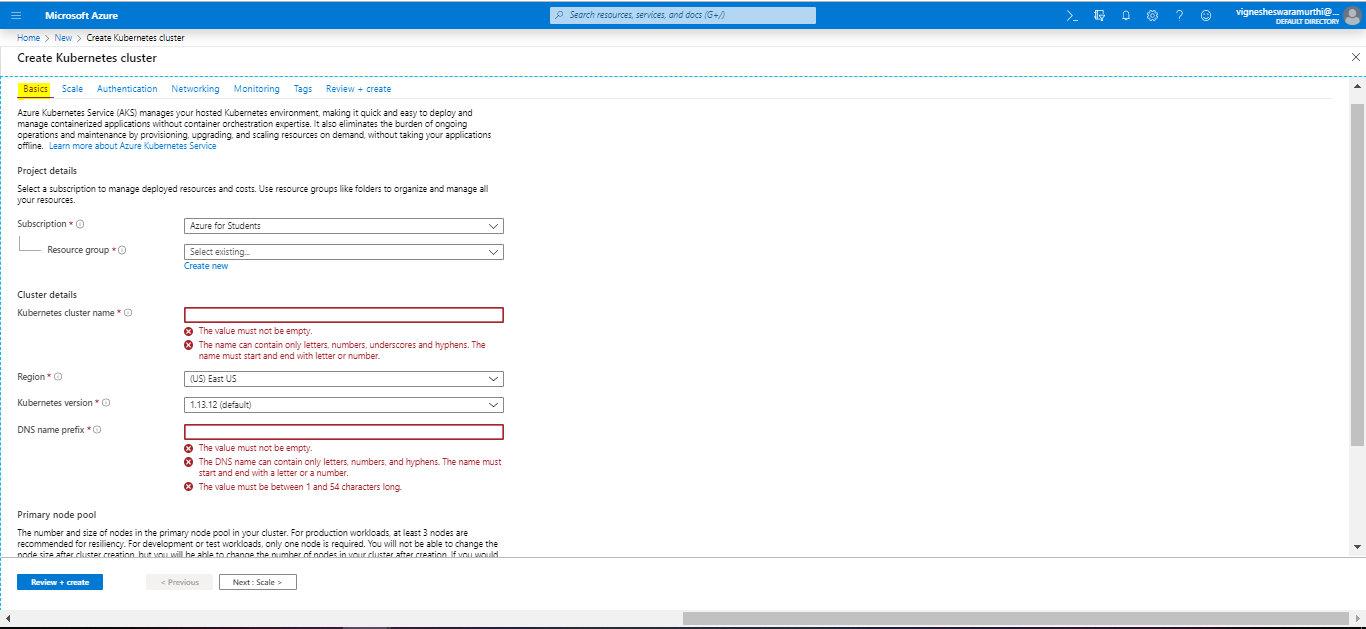 Microsoft Azure
Search resources, services, and docs (G+/)
vignesheswaramurthi@...
DEFAULT DIRECTORY
Home > New > Create Kubernetes cluster
Create Kubernetes cluster
Basics Scale Authentication Networking Monitoring Tags Review + create
Azure Kubernetes Service (AKS) manages your hosted Kubernetes environment, making it quick and easy to deploy and
manage containerized applications without container orchestration expertise. It also eliminates the burden of ongoing
operations and maintenance by provisioning, upgrading, and scaling resources on demand, without taking your applications
offline. Learn more about Azure Kubernetes Service
Project details
Select a subscription to manage deployed resources and costs. Use resource groups like folders to organize and manage all
your resources.
Subscription *
Azure for Students
Resource group *
Select existing...
Create new
Cluster details
Kubernetes cluster name *
The value must not be empty.
The name can contain only letters, numbers, underscores and hyphens. The
name must start and end with letter or number.
Region *
(US) East US
Kubernetes version *
1.13.12 (default)
DNS name prefix *
The value must not be empty.
The DNS name can contain only letters, numbers, and hyphens. The name must
start and end with a letter or a number.
The value must be between 1 and 54 characters long.
Primary node pool
The number and size of nodes in the primary node pool in your cluster. For production workloads, at least 3 nodes are
recommended for resiliency. For development or test workloads, only one node is required. You will not be able to change the
node size after cluster creation, but you will be able to change the number of nodes in your cluster after creation. If you would
Review + create
< Previous
Next : Scale >